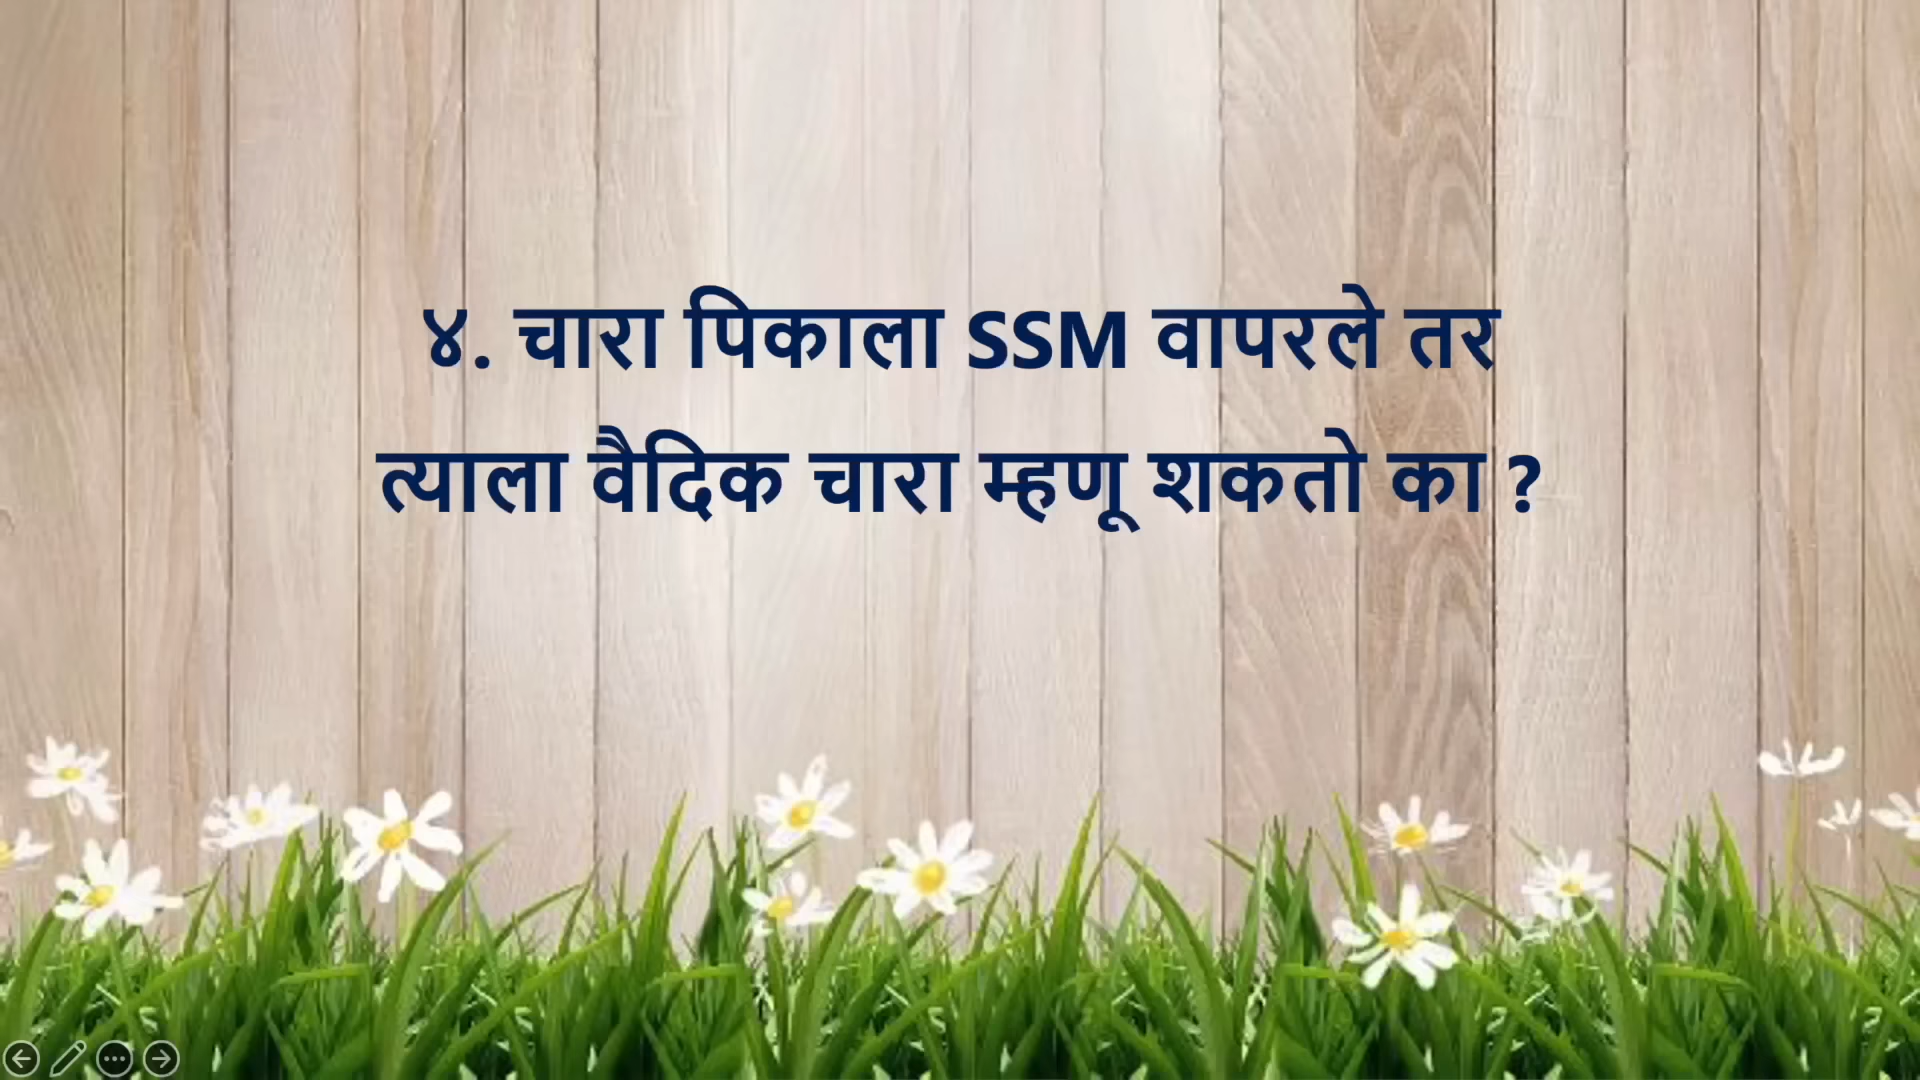 ४. चारा पिकाला SSM वापरले तर
त्याला वैदिक चारा म्हणू शकतो का ?